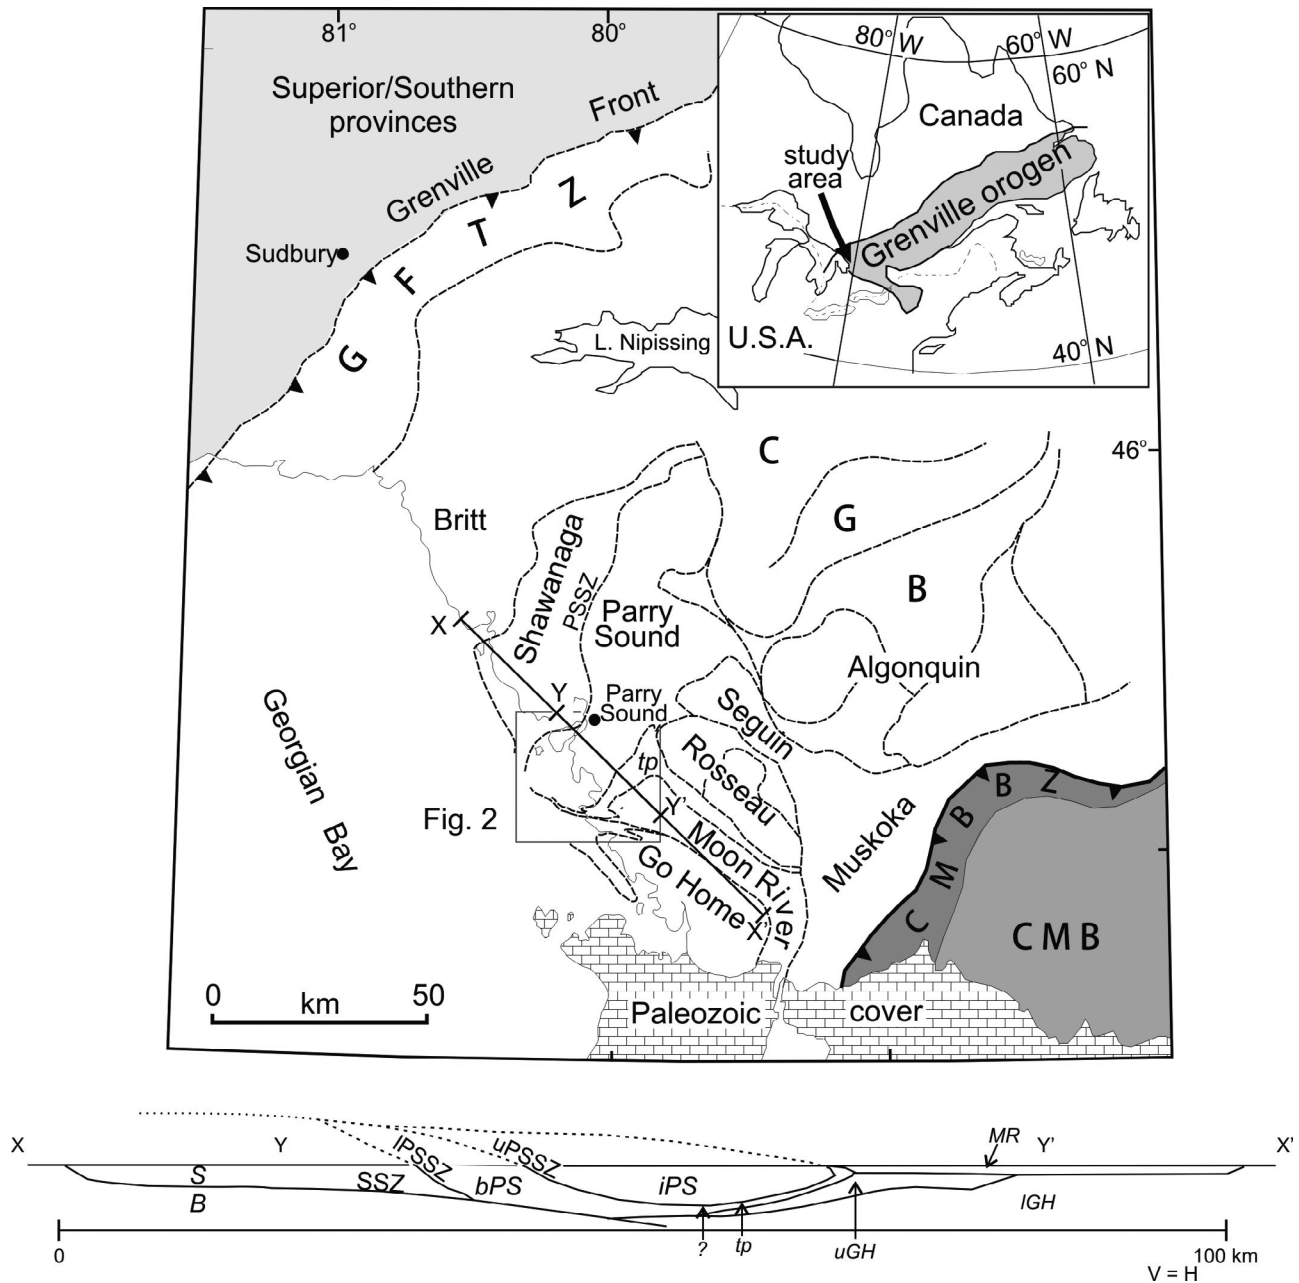 81°
80°
Superior/Southern
provinces
Grenville
Front
G F T Z
Sudbury
L. Nipissing
80° W
60° W
60° N
Canada
study
area
Grenville orogen
U.S.A.
40° N
46°
C
G
B
Britt
Shawanaga
PSSZ
Parry
Sound
X
Y
Parry
Sound
Algonquin
Seguin
Rosseau
tp
Y'
Georgian Bay
Fig. 2
Moon River
Go Home
X'
Muskoka
C M B B Z
C M B
0 km 50
Paleozoic cover
X Y lPSSZ uPSSZ MR Y' X'
S SSZ bPS iPS
B lGH
? tp uGH
0 100 km
V = H